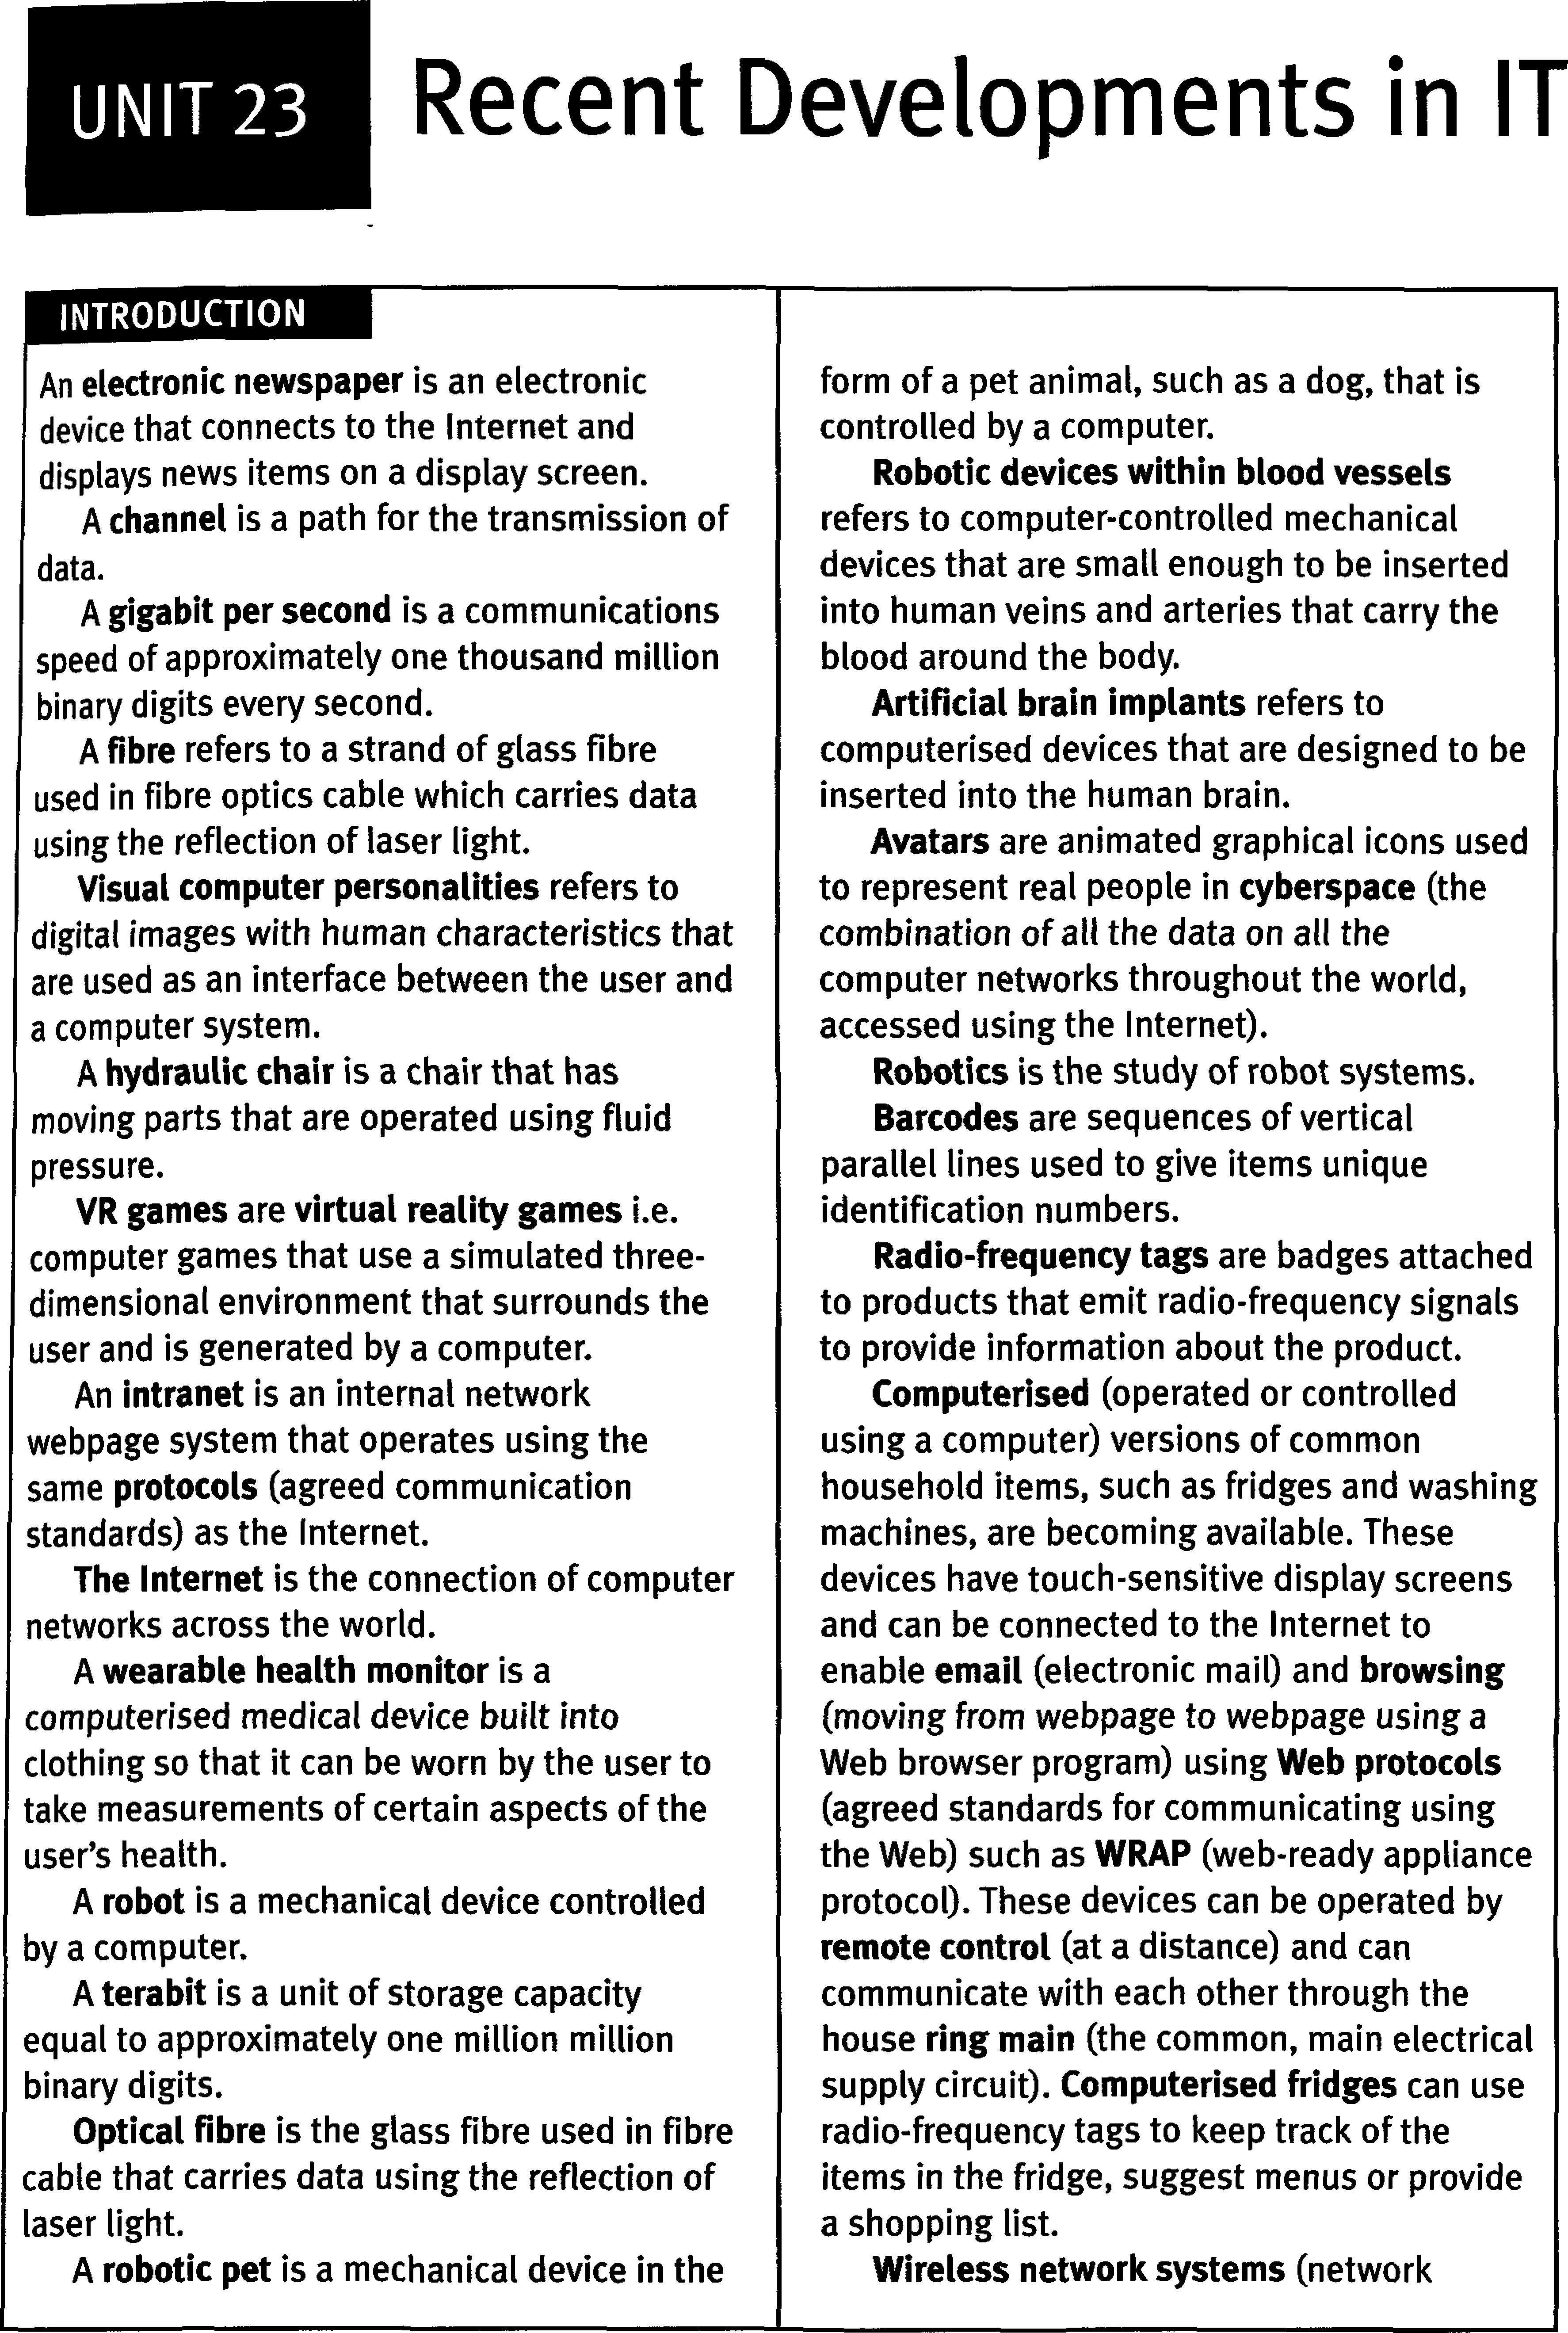 UNIT 23
Recent Developments in IT
INTRODUCTION
An electronic newspaper is an electronic
device that connects to the Internet and
displays news items on a display screen.
A channel is a path for the transmission of
data.
A gigabit per second is a communications
speed of approximately one thousand million
binary digits every second.
A fibre refers to a strand of glass fibre
used in fibre optics cable which carries data
using the reflection of laser light.
Visual computer personalities refers to
digital images with human characteristics that
are used as an interface between the user and
a computer system.
A hydraulic chair is a chair that has
moving parts that are operated using fluid
pressure.
VR games are virtual reality games i.e.
computer games that use a simulated three-
dimensional environment that surrounds the
user and is generated by a computer.
An intranet is an internal network
webpage system that operates using the
same protocols (agreed communication
standards) as the Internet.
The Internet is the connection of computer
networks across the world.
A wearable health monitor is a
computerised medical device built into
clothing so that it can be worn by the user to
take measurements of certain aspects of the
user's health.
A robot is a mechanical device controlled
by a computer.
A terabit is a unit of storage capacity
equal to approximately one million million
binary digits.
Optical fibre is the glass fibre used in fibre
cable that carries data using the reflection of
laser light.
A robotic pet is a mechanical device in the
form of a pet animal, such as a dog, that is
controlled by a computer.
Robotic devices within blood vessels
refers to computer-controlled mechanical
devices that are small enough to be inserted
into human veins and arteries that carry the
blood around the body.
Artificial brain implants refers to
computerised devices that are designed to be
inserted into the human brain.
Avatars are animated graphical icons used
to represent real people in cyberspace (the
combination of all the data on all the
computer networks throughout the world,
accessed using the Internet).
Robotics is the study of robot systems.
Barcodes are sequences of vertical
parallel lines used to give items unique
identification numbers.
Radio-frequency tags are badges attached
to products that emit radio-frequency signals
to provide information about the product.
Computerised (operated or controlled
using a computer) versions of common
household items, such as fridges and washing
machines, are becoming available. These
devices have touch-sensitive display screens
and can be connected to the Internet to
enable email (electronic mail) and browsing
(moving from webpage to webpage using a
Web browser program) using Web protocols
(agreed standards for communicating using
the Web) such as WRAP (web-ready appliance
protocol). These devices can be operated by
remote control (at a distance) and can
communicate with each other through the
house ring main (the common, main electrical
supply circuit). Computerised fridges can use
radio-frequency tags to keep track of the
items in the fridge, suggest menus or provide
a shopping list.
Wireless network systems (network